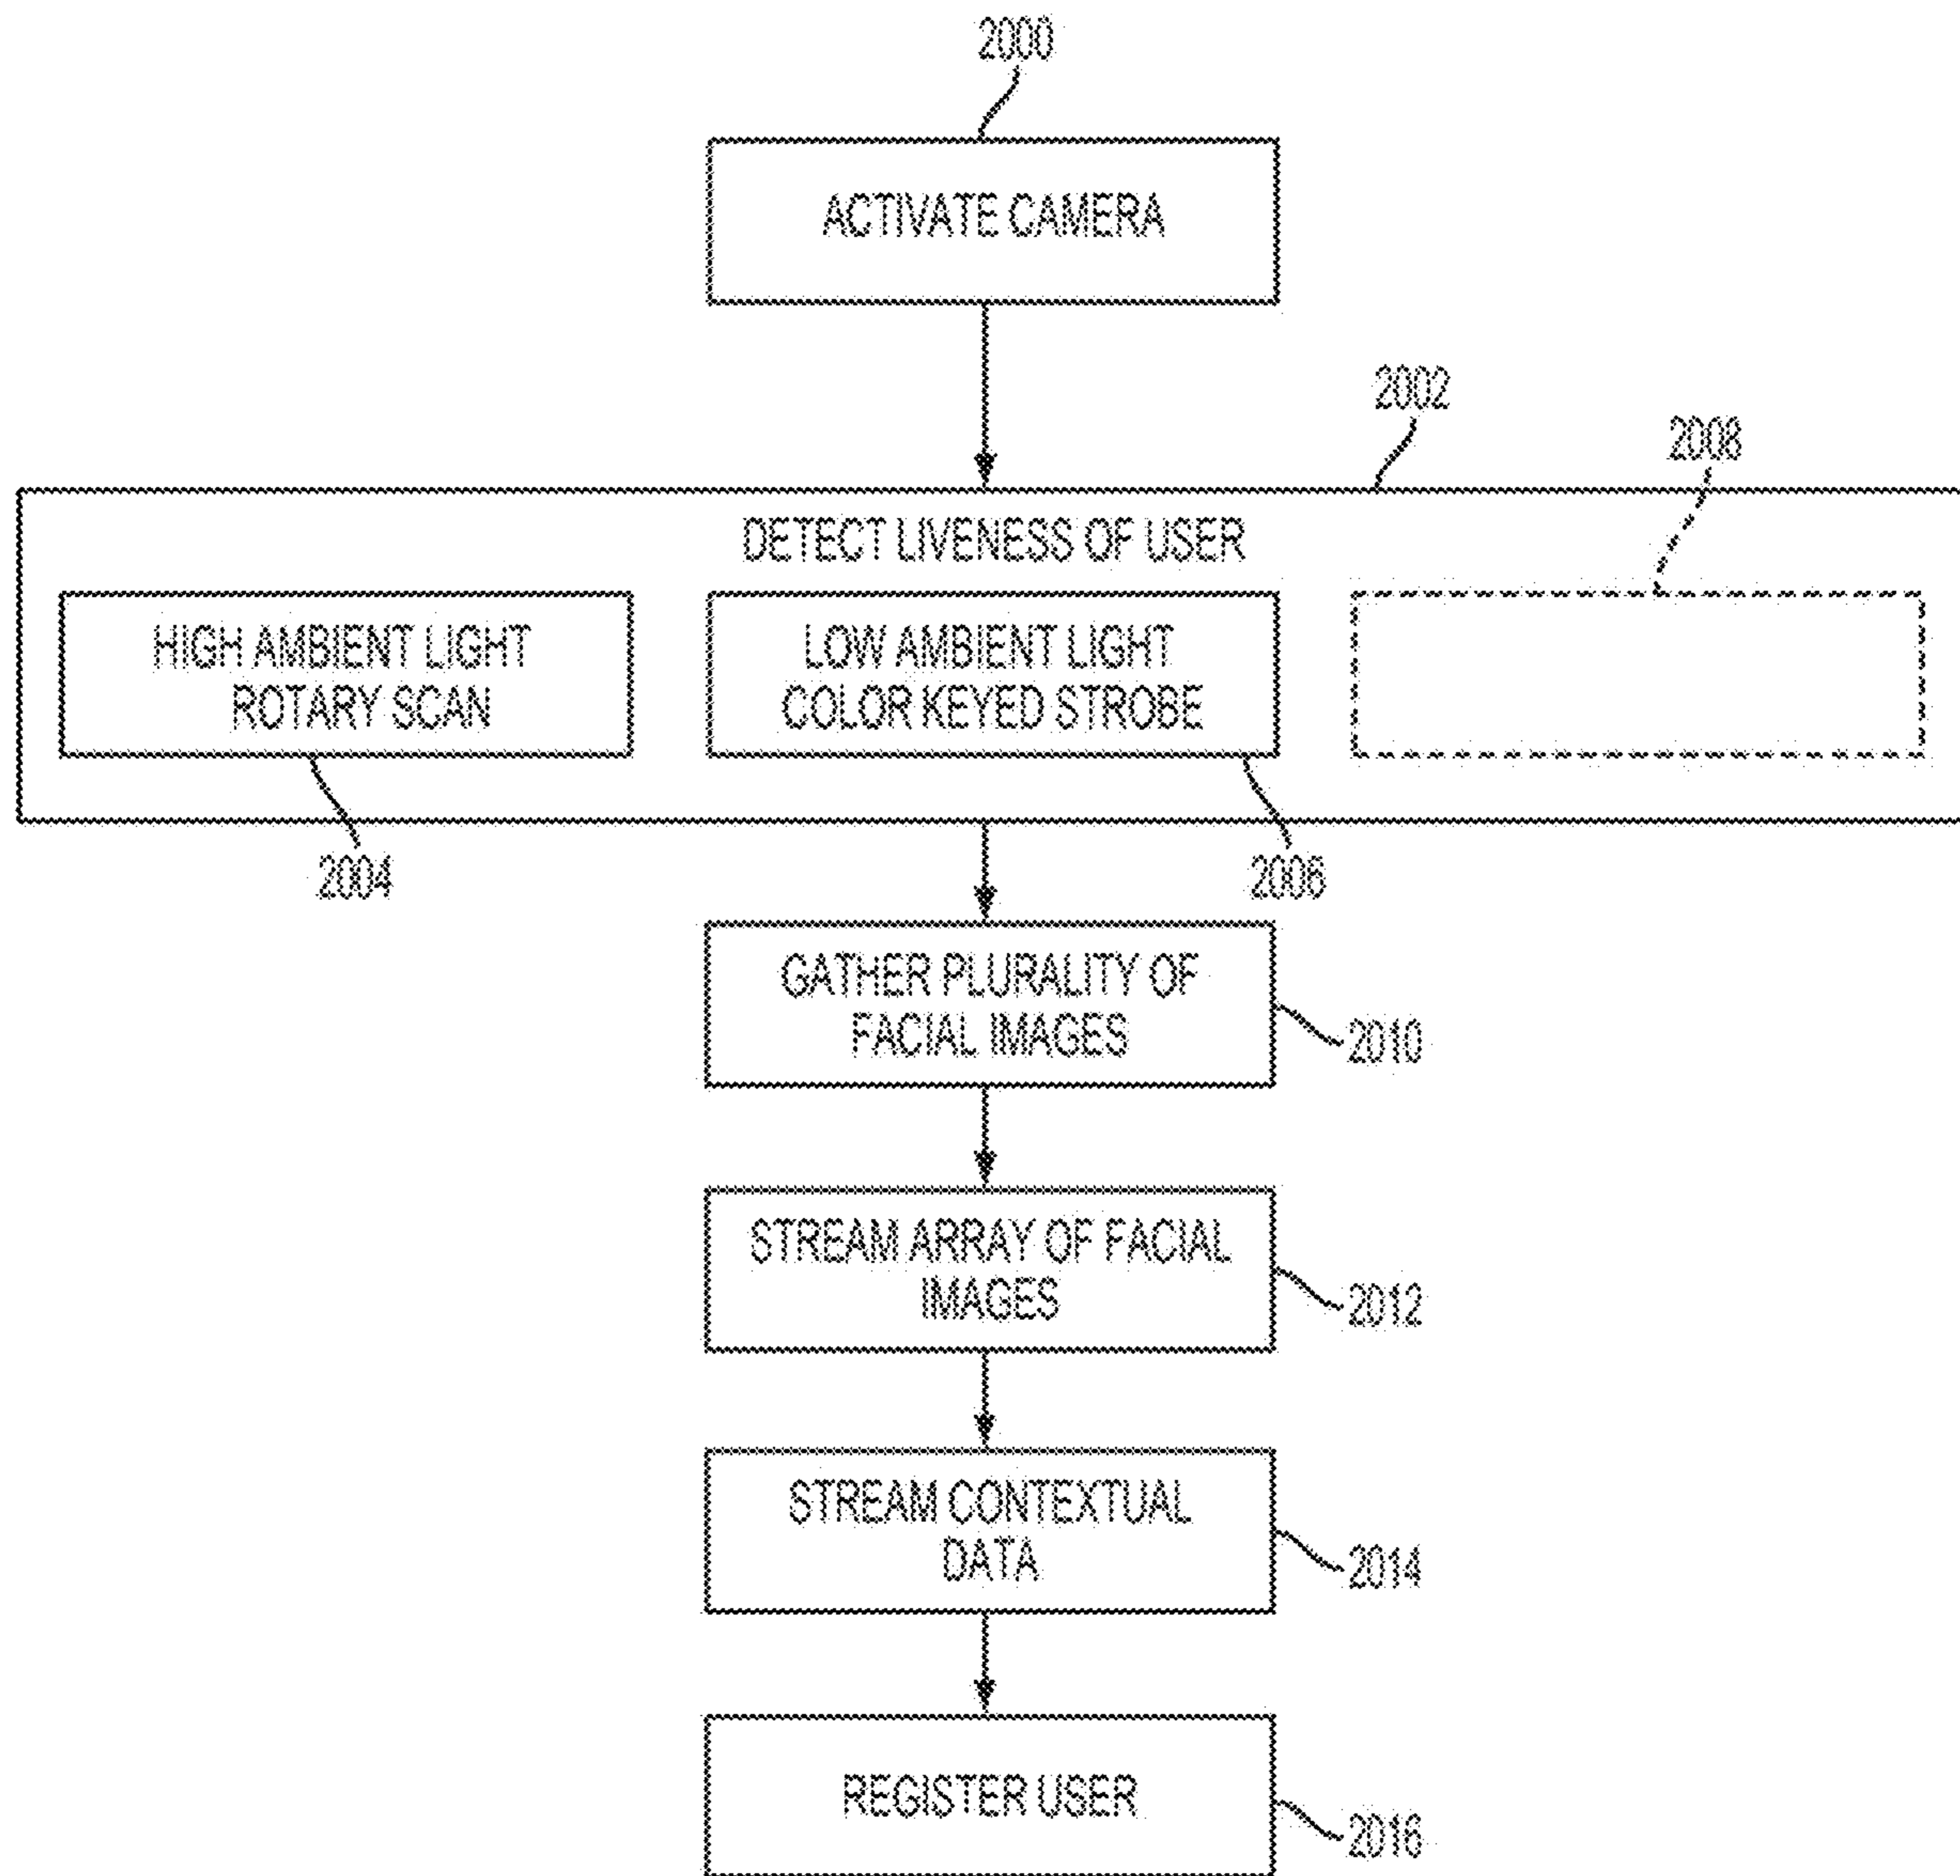 2000
ACTIVATE CAMERA
2002
2008
DETECT LIVENESS OF USER
HIGH AMBIENT LIGHT
ROTARY SCAN
LOW AMBIENT LIGHT
COLOR KEYED STROBE
2004
2006
GATHER PLURALITY OF
FACIAL IMAGES
2010
STREAM ARRAY OF FACIAL
IMAGES
2012
STREAM CONTEXTUAL
DATA
2014
REGISTER USER
2016